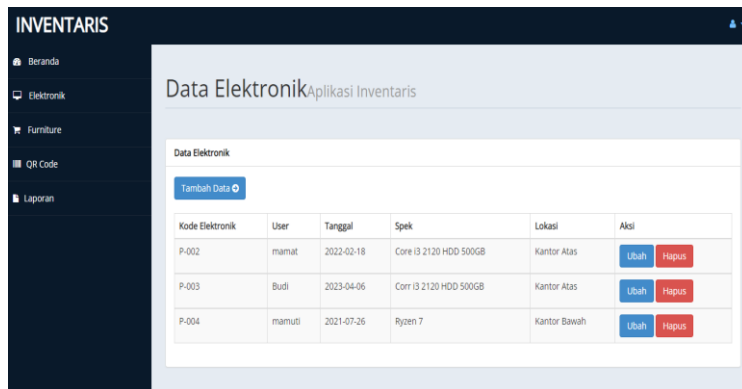 INVENTARIS
Beranda
Elektronik
Furniture
QR Code
Laporan
Data Elektronik Aplikasi Inventaris
Data Elektronik
Tambah Data
Kode Elektronik User Tanggal Spek Lokasi Aksi
P-002 mamat 2022-02-18 Core i3 2120 HDD 500GB Kantor Atas Ubah Hapus
P-003 Budi 2023-04-06 Corr i3 2120 HDD 500GB Kantor Atas Ubah Hapus
P-004 mamuti 2021-07-26 Ryzen 7 Kantor Bawah Ubah Hapus